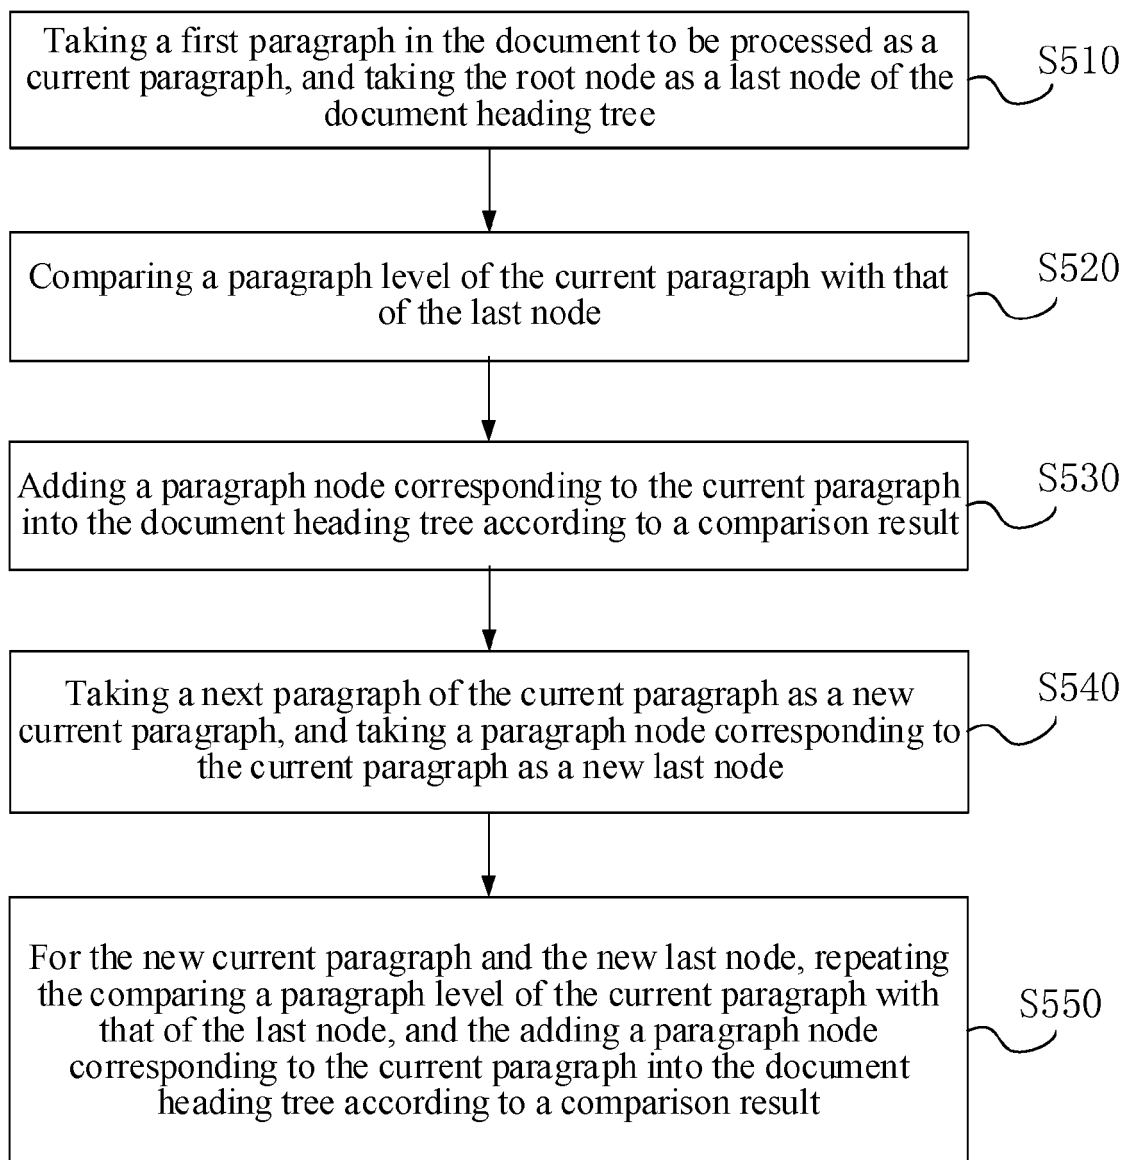 Taking a first paragraph in the document to be processed as a
current paragraph, and taking the root node as a last node of the
document heading tree
S510
Comparing a paragraph level of the current paragraph with that
of the last node
S520
Adding a paragraph node corresponding to the current paragraph
into the document heading tree according to a comparison result
S530
Taking a next paragraph of the current paragraph as a new
current paragraph, and taking a paragraph node corresponding to
the current paragraph as a new last node
S540
For the new current paragraph and the new last node, repeating
the comparing a paragraph level of the current paragraph with
that of the last node, and the adding a paragraph node
corresponding to the current paragraph into the document
heading tree according to a comparison result
S550